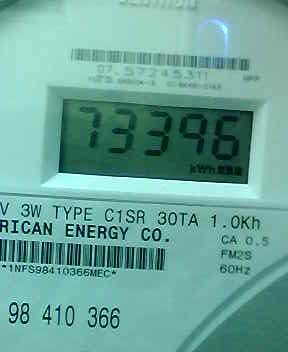 07.57245311
73396
kWh
V 3W TYPE C1SR 30TA 1.0Kh
RICAN ENERGY CO.
CA 0.5
FM2S
*1NFS98410366MEC*
60Hz
98 410 366